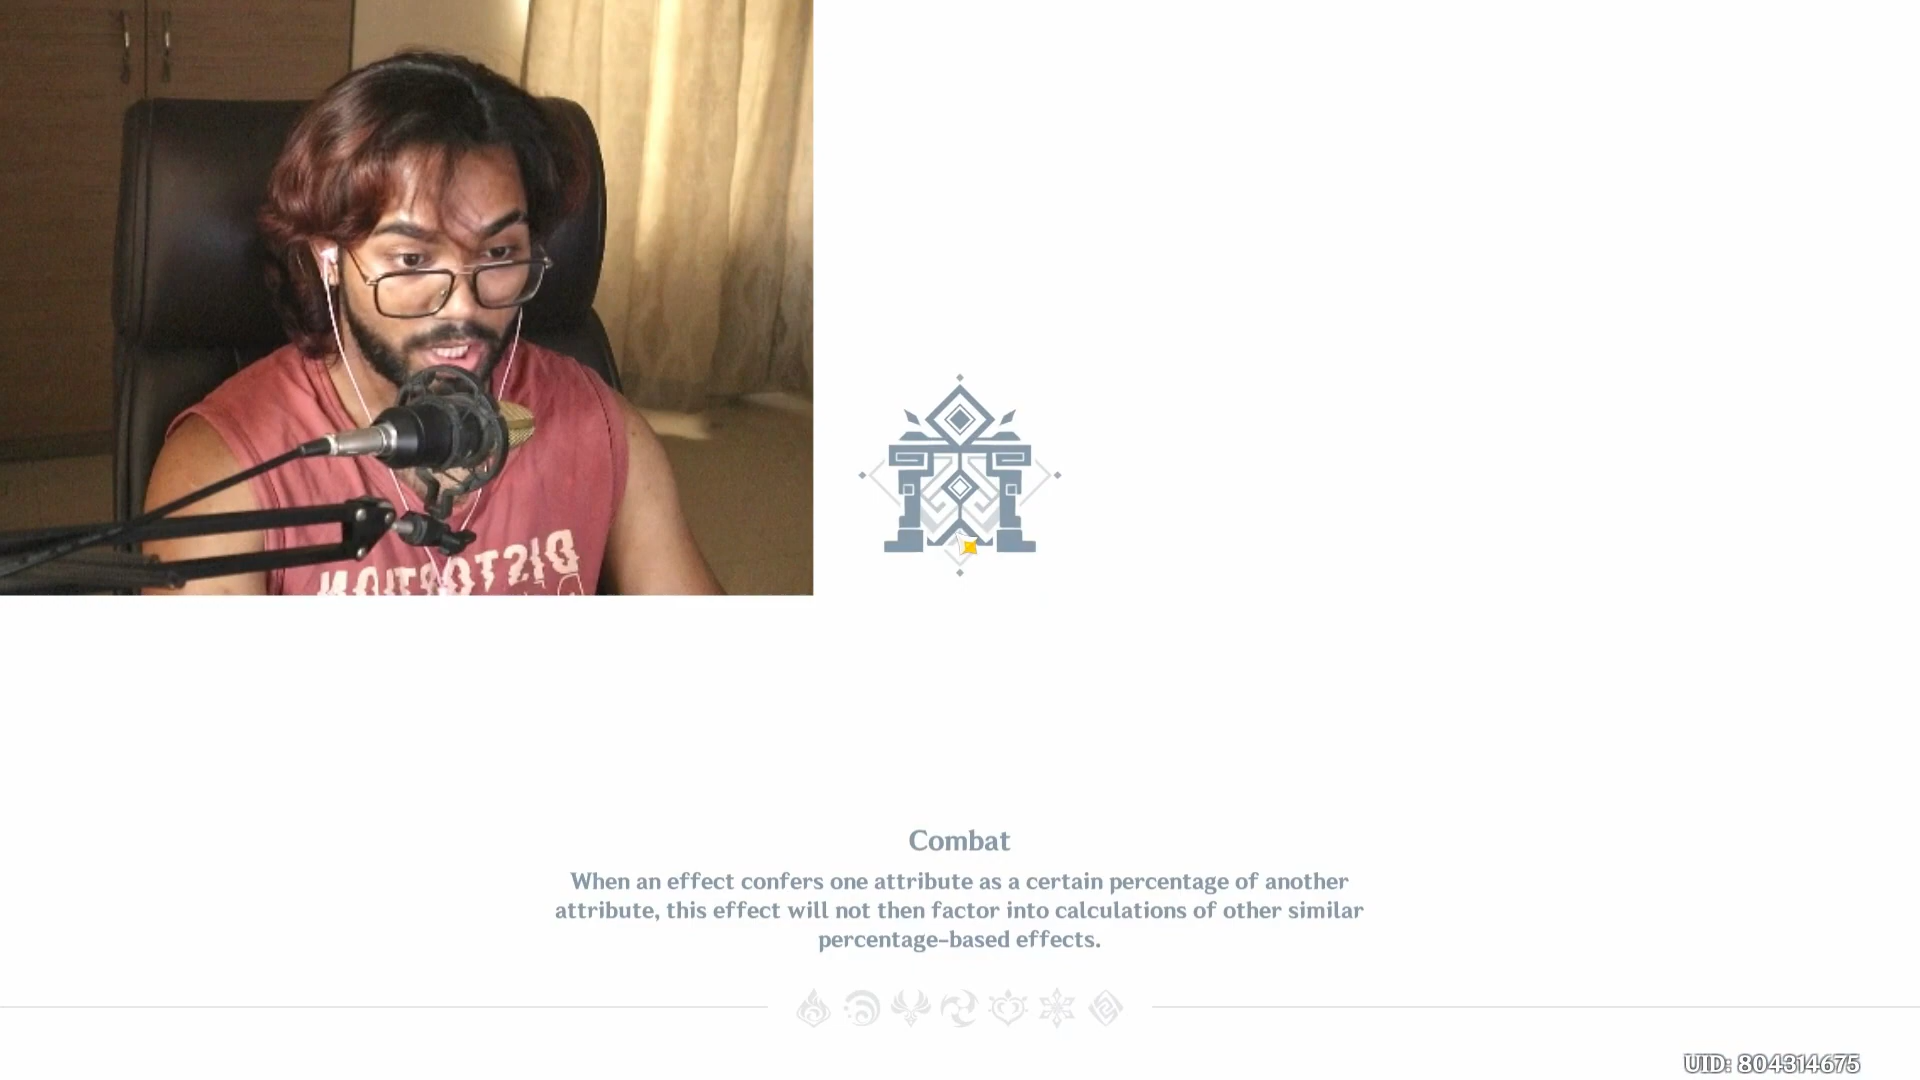 DISTORTION
Combat
When an effect confers one attribute as a certain percentage of another
attribute, this effect will not then factor into calculations of other similar
percentage-based effects.
UID: 804314675